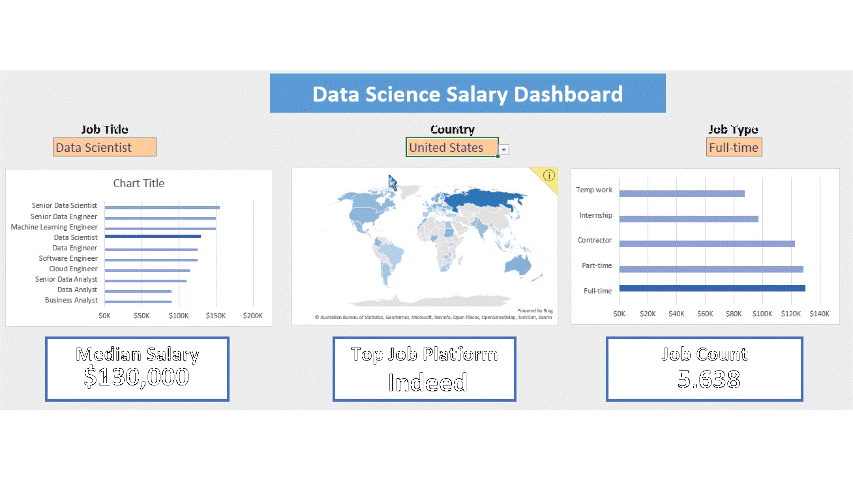 Data Science Salary Dashboard
Job Title
Country
Job Type
Data Scientist
United States
Full-time
Chart Title
Senior Data Scientist
Senior Data Engineer
Machine Learning Engineer
Data Scientist
Data Engineer
Software Engineer
Cloud Engineer
Senior Data Analyst
Data Analyst
Business Analyst
$0K $50K $100K $150K $200K
Powered by Bing
© Australian Bureau of Statistics, GeoNames, Microsoft, Navinfo, Open Places, OpenStreetMap, TomTom, Zenrin
Temp work
Internship
Contractor
Part-time
Full-time
$0K $20K $40K $60K $80K $100K $120K $140K
Median Salary
$130,000
Top Job Platform
Indeed
Job Count
5.638